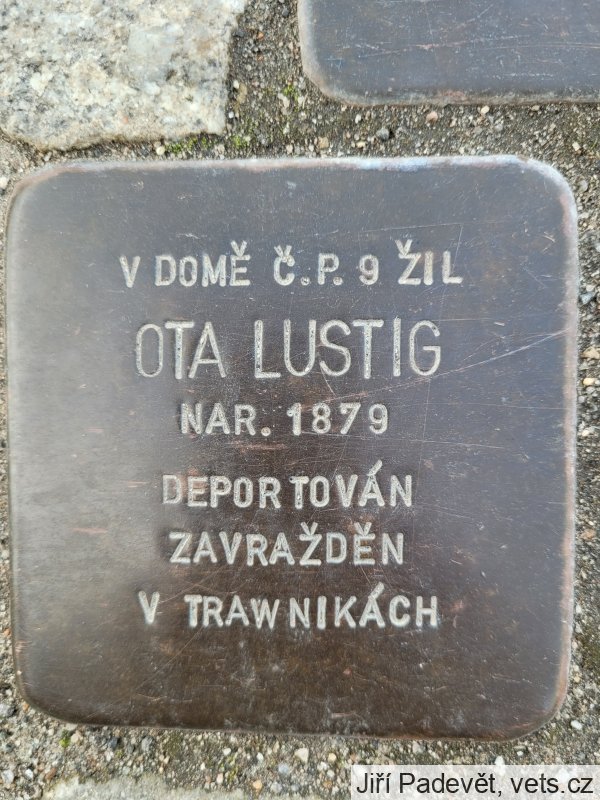 V DOMĚ Č.P. 9 ŽIL
OTA LUSTIG
NAR. 1879
DEPORTOVÁN
ZAVRAŽDĚN
V TRAWNIKÁCH
Jiří Padevět, vets.cz